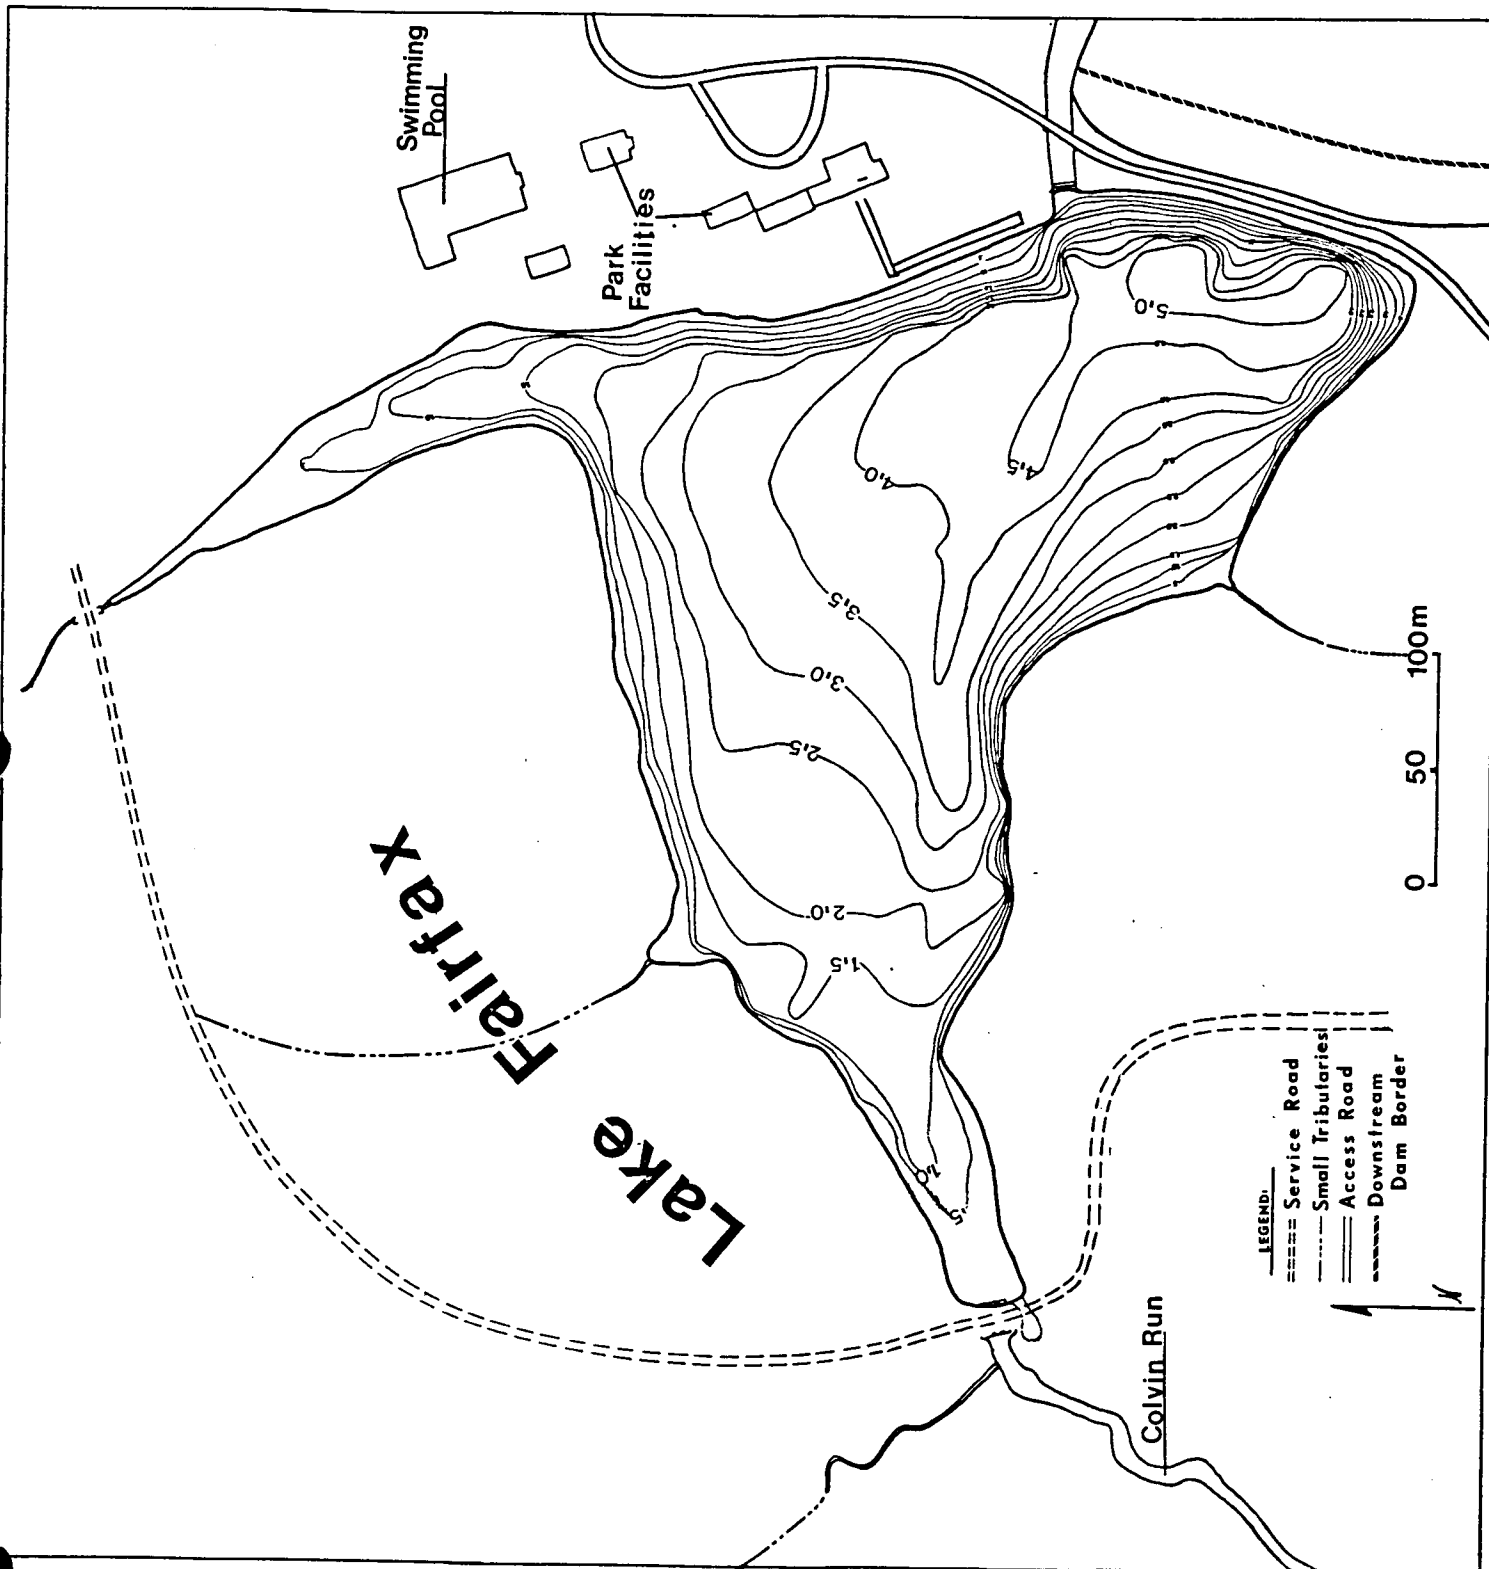 Swimming
Pool
Park
Facilities
Lake Fairfax
5,0
4,5
4,0
3,5
3,0
2,5
2,0
1,5
1,
,5
0 50 100m
LEGEND:
Service Road
Small Tributaries
Access Road
Downstream
Dam Border
N
Colvin Run